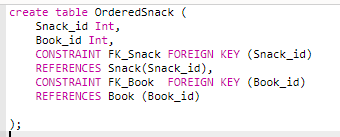 create table OrderedSnack (
Snack_id Int,
Book_id Int,
CONSTRAINT FK_Snack FOREIGN KEY (Snack_id)
REFERENCES Snack(Snack_id),
CONSTRAINT FK_Book  FOREIGN KEY (Book_id)
REFERENCES Book (Book_id)
);